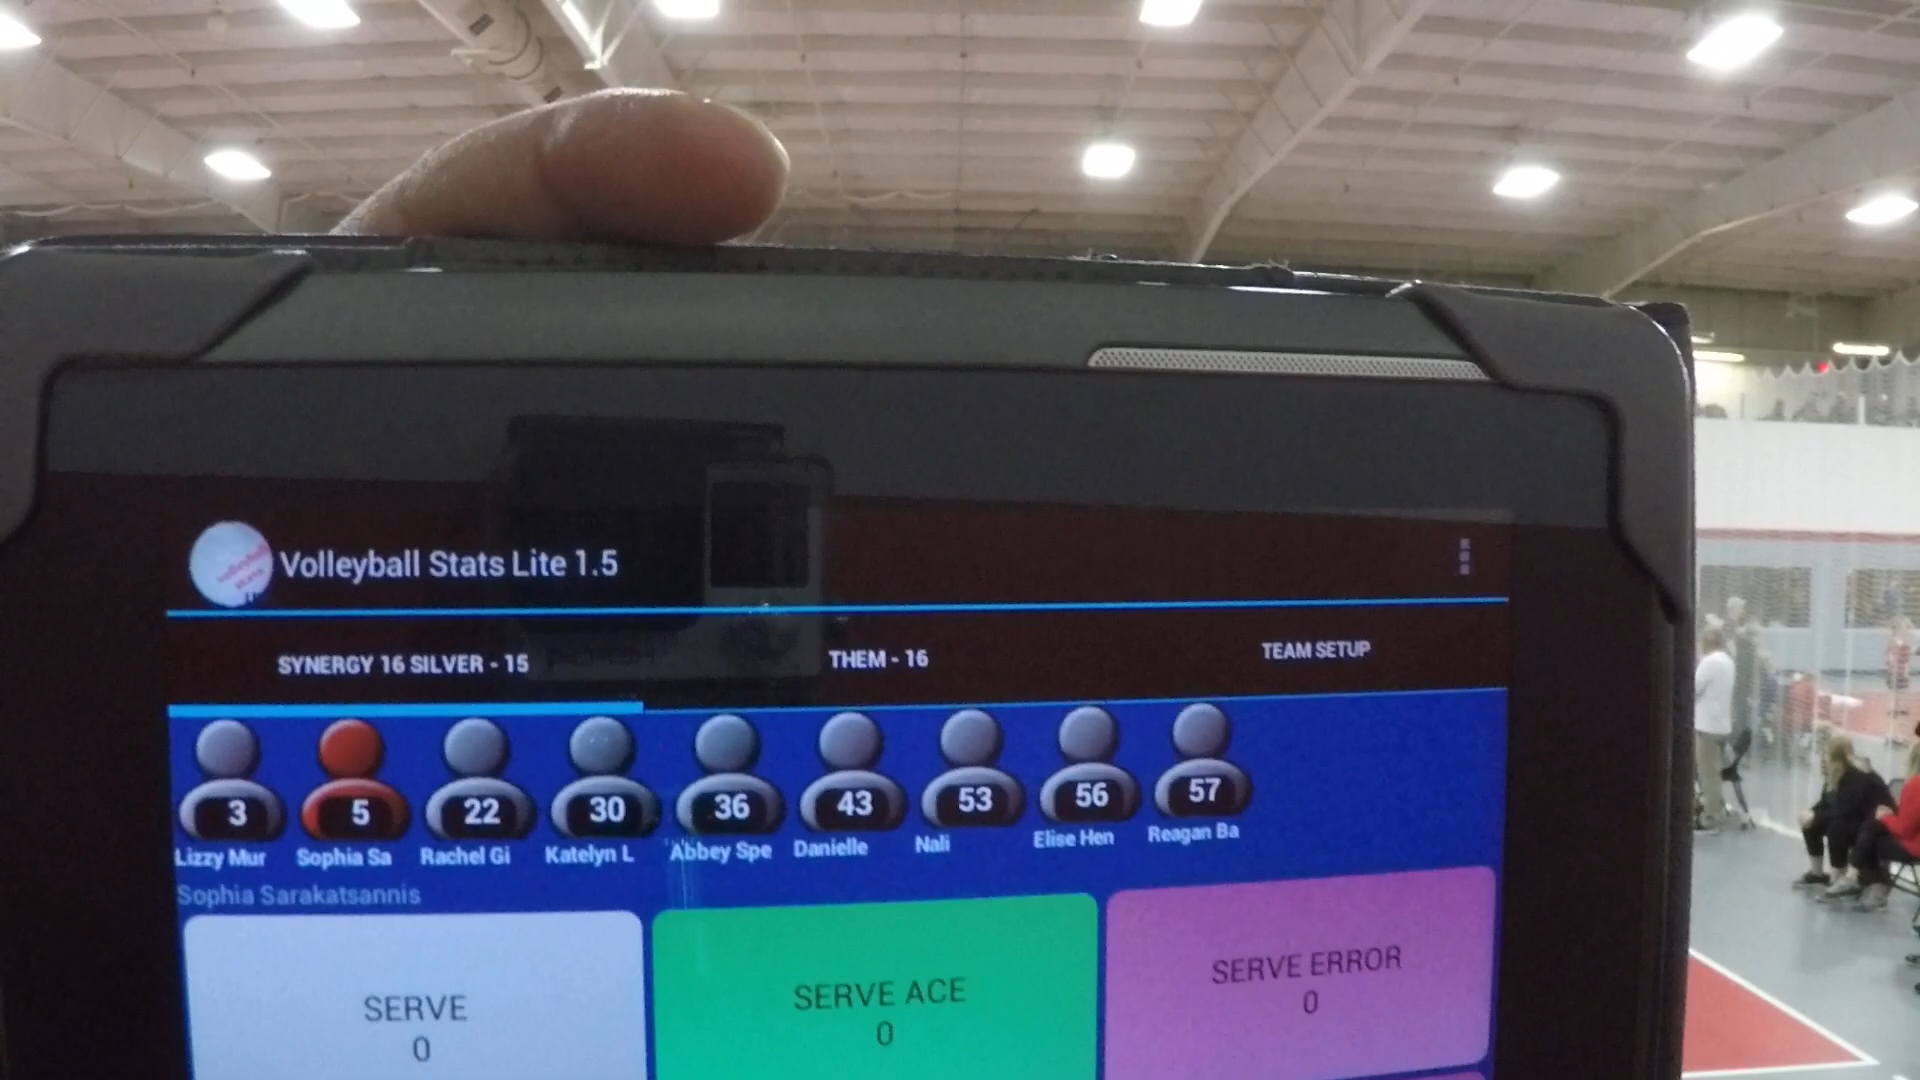 Volleyball Stats Lite 1.5
SYNERGY 16 SILVER - 15
THEM - 16
TEAM SETUP
3
5
22
30
36
43
53
56
57
Lizzy Mur
Sophia Sa
Rachel Gi
Katelyn L
Abbey Spe
Danielle
Nali
Elise Hen
Reagan Ba
Sophia Sarakatsannis
SERVE
0
SERVE ACE
0
SERVE ERROR
0